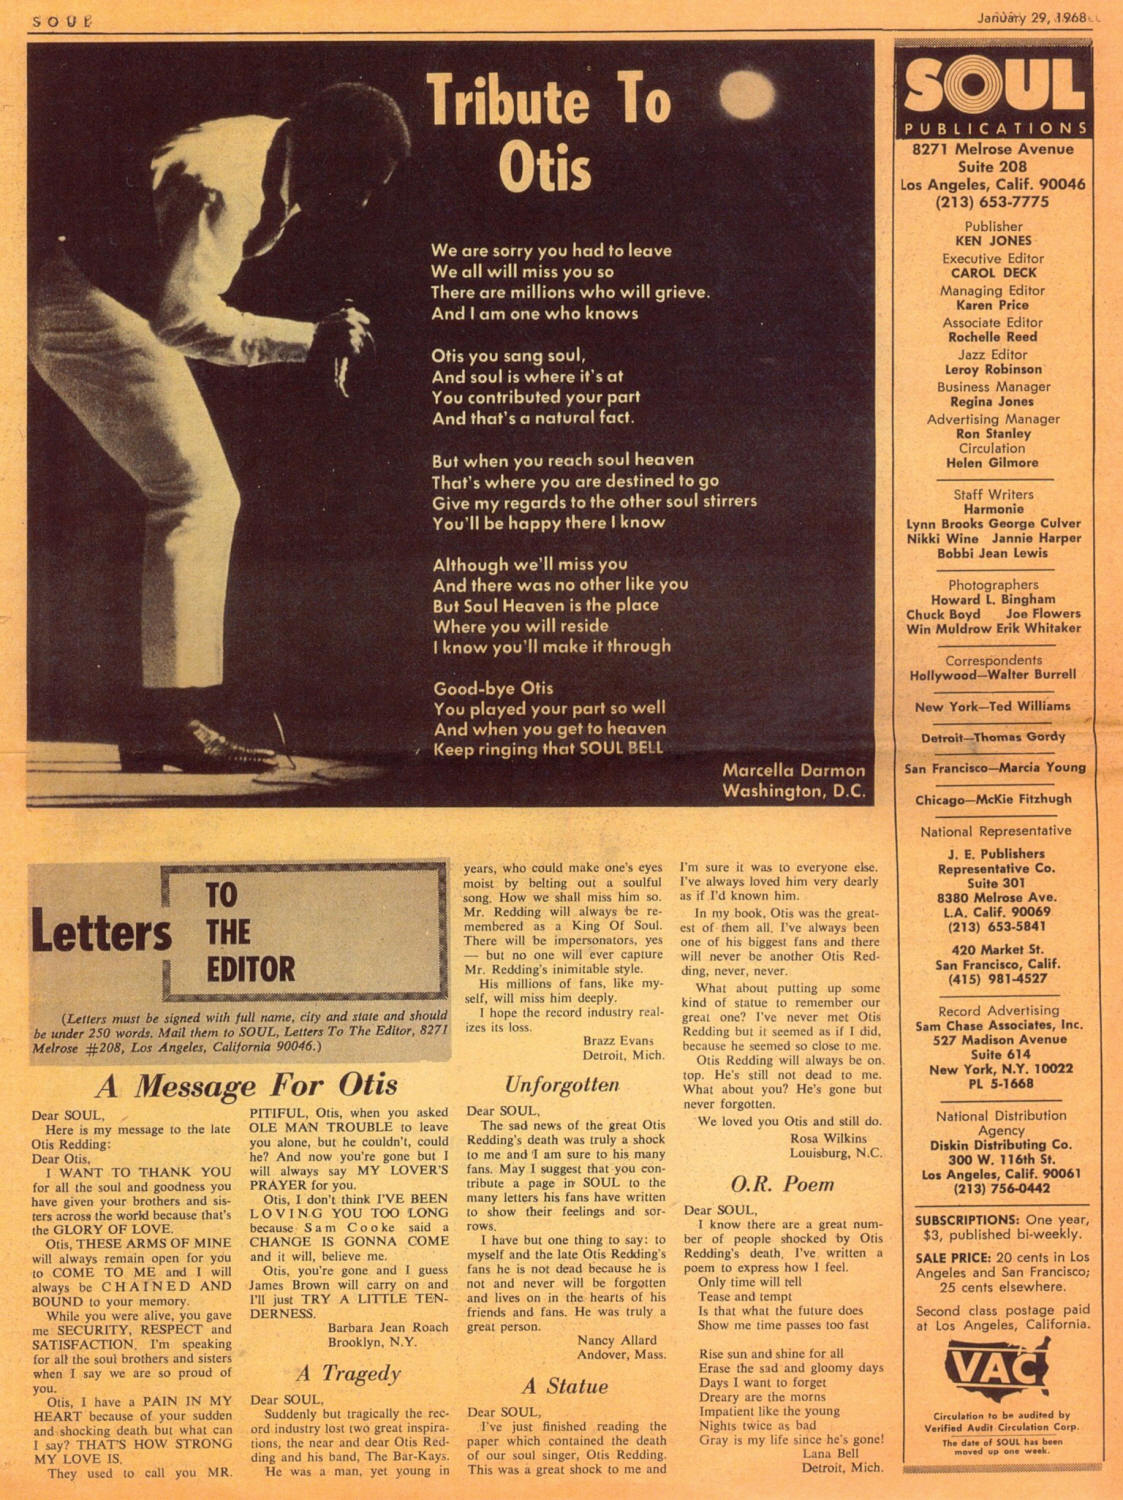 SOUL
January 29, 1968
Tribute To
Otis
We are sorry you had to leave
We all will miss you so
There are millions who will grieve.
And I am one who knows
Otis you sang soul,
And soul is where it's at
You contributed your part
And that's a natural fact.
But when you reach soul heaven
That's where you are destined to go
Give my regards to the other soul stirrers
You'll be happy there I know
Although we'll miss you
And there was no other like you
But Soul Heaven is the place
Where you will reside
I know you'll make it through
Good-bye Otis
You played your part so well
And when you get to heaven
Keep ringing that SOUL BELL
Marcella Darmon
Washington, D.C.
Letters
TO
THE
EDITOR
(Letters must be signed with full name, city and state and should
be under 250 words. Mail them to SOUL, Letters To The Editor, 8271
Melrose #208, Los Angeles, California 90046.)
A Message For Otis
Dear SOUL,
Here is my message to the late
Otis Redding:
Dear Otis,
I WANT TO THANK YOU
for all the soul and goodness you
have given your brothers and sis-
ters across the world because that's
the GLORY OF LOVE.
Otis, THESE ARMS OF MINE
will always remain open for you
to COME TO ME and I will
always be CHAINED AND
BOUND to your memory.
While you were alive, you gave
me SECURITY, RESPECT and
SATISFACTION. I'm speaking
for all the soul brothers and sisters
when I say we are so proud of
you.
Otis, I have a PAIN IN MY
HEART because of your sudden
and shocking death but what can
I say? THAT'S HOW STRONG
MY LOVE IS.
They used to call you MR.
PITIFUL, Otis, when you asked
OLE MAN TROUBLE to leave
you alone, but he couldn't, could
he? And now you're gone but I
will always say MY LOVER'S
PRAYER for you.
Otis, I don't think I'VE BEEN
LOVING YOU TOO LONG
because Sam Cooke said a
CHANGE IS GONNA COME
and it will, believe me.
Otis, you're gone and I guess
James Brown will carry on and
I'll just TRY A LITTLE TEN-
DERNESS.
Barbara Jean Roach
Brooklyn, N.Y.
A Tragedy
Dear SOUL,
Suddenly but tragically the rec-
ord industry lost two great inspira-
tions, the near and dear Otis Red-
ding and his band, The Bar-Kays.
He was a man, yet young in
years, who could make one's eyes
moist by belting out a soulful
song. How we shall miss him so.
Mr. Redding will always be re-
membered as a King Of Soul.
There will be impersonators, yes
— but no one will ever capture
Mr. Redding's inimitable style.
His millions of fans, like my-
self, will miss him deeply.
I hope the record industry real-
izes its loss.
Brazz Evans
Detroit, Mich.
Unforgotten
Dear SOUL,
The sad news of the great Otis
Redding's death was truly a shock
to me and I am sure to his many
fans. May I suggest that you con-
tribute a page in SOUL to the
many letters his fans have written
to show their feelings and sor-
rows.
I have but one thing to say: to
myself and the late Otis Redding's
fans he is not dead because he is
not and never will be forgotten
and lives on in the hearts of his
friends and fans. He was truly a
great person.
Nancy Allard
Andover, Mass.
A Statue
Dear SOUL,
I've just finished reading the
paper which contained the death
of our soul singer, Otis Redding.
This was a great shock to me and
I'm sure it was to everyone else.
I've always loved him very dearly
as if I'd known him.
In my book, Otis was the great-
est of them all. I've always been
one of his biggest fans and there
will never be another Otis Red-
ding, never, never.
What about putting up some
kind of statue to remember our
great one? I've never met Otis
Redding but it seemed as if I did,
because he seemed so close to me.
Otis Redding will always be on
top. He's still not dead to me.
What about you? He's gone but
never forgotten.
We loved you Otis and still do.
Rosa Wilkins
Louisburg, N.C.
O.R. Poem
Dear SOUL,
I know there are a great num-
ber of people shocked by Otis
Redding's death. I've written a
poem to express how I feel.
Only time will tell
Tease and tempt
Is that what the future does
Show me time passes too fast
Rise sun and shine for all
Erase the sad and gloomy days
Days I want to forget
Dreary are the morns
Impatient like the young
Nights twice as bad
Gray is my life since he's gone!
Lana Bell
Detroit, Mich.
SOUL
PUBLICATIONS
8271 Melrose Avenue
Suite 208
Los Angeles, Calif. 90046
(213) 653-7775
Publisher
KEN JONES
Executive Editor
CAROL DECK
Managing Editor
Karen Price
Associate Editor
Rochelle Reed
Jazz Editor
Leroy Robinson
Business Manager
Regina Jones
Advertising Manager
Ron Stanley
Circulation
Helen Gilmore
Staff Writers
Harmonie
Lynn Brooks George Culver
Nikki Wine Jannie Harper
Bobbi Jean Lewis
Photographers
Howard L. Bingham
Chuck Boyd Joe Flowers
Win Muldrow Erik Whitaker
Correspondents
Hollywood—Walter Burrell
New York—Ted Williams
Detroit—Thomas Gordy
San Francisco—Marcia Young
Chicago—McKie Fitzhugh
National Representative
J. E. Publishers
Representative Co.
Suite 301
8380 Melrose Ave.
L.A. Calif. 90069
(213) 653-5841
420 Market St.
San Francisco, Calif.
(415) 981-4527
Record Advertising
Sam Chase Associates, Inc.
527 Madison Avenue
Suite 614
New York, N.Y. 10022
PL 5-1668
National Distribution
Agency
Diskin Distributing Co.
300 W. 116th St.
Los Angeles, Calif. 90061
(213) 756-0442
SUBSCRIPTIONS: One year,
$3, published bi-weekly.
SALE PRICE: 20 cents in Los
Angeles and San Francisco;
25 cents elsewhere.
Second class postage paid
at Los Angeles, California.
VAC
Circulation to be audited by
Verified Audit Circulation Corp.
The date of SOUL has been
moved up one week.